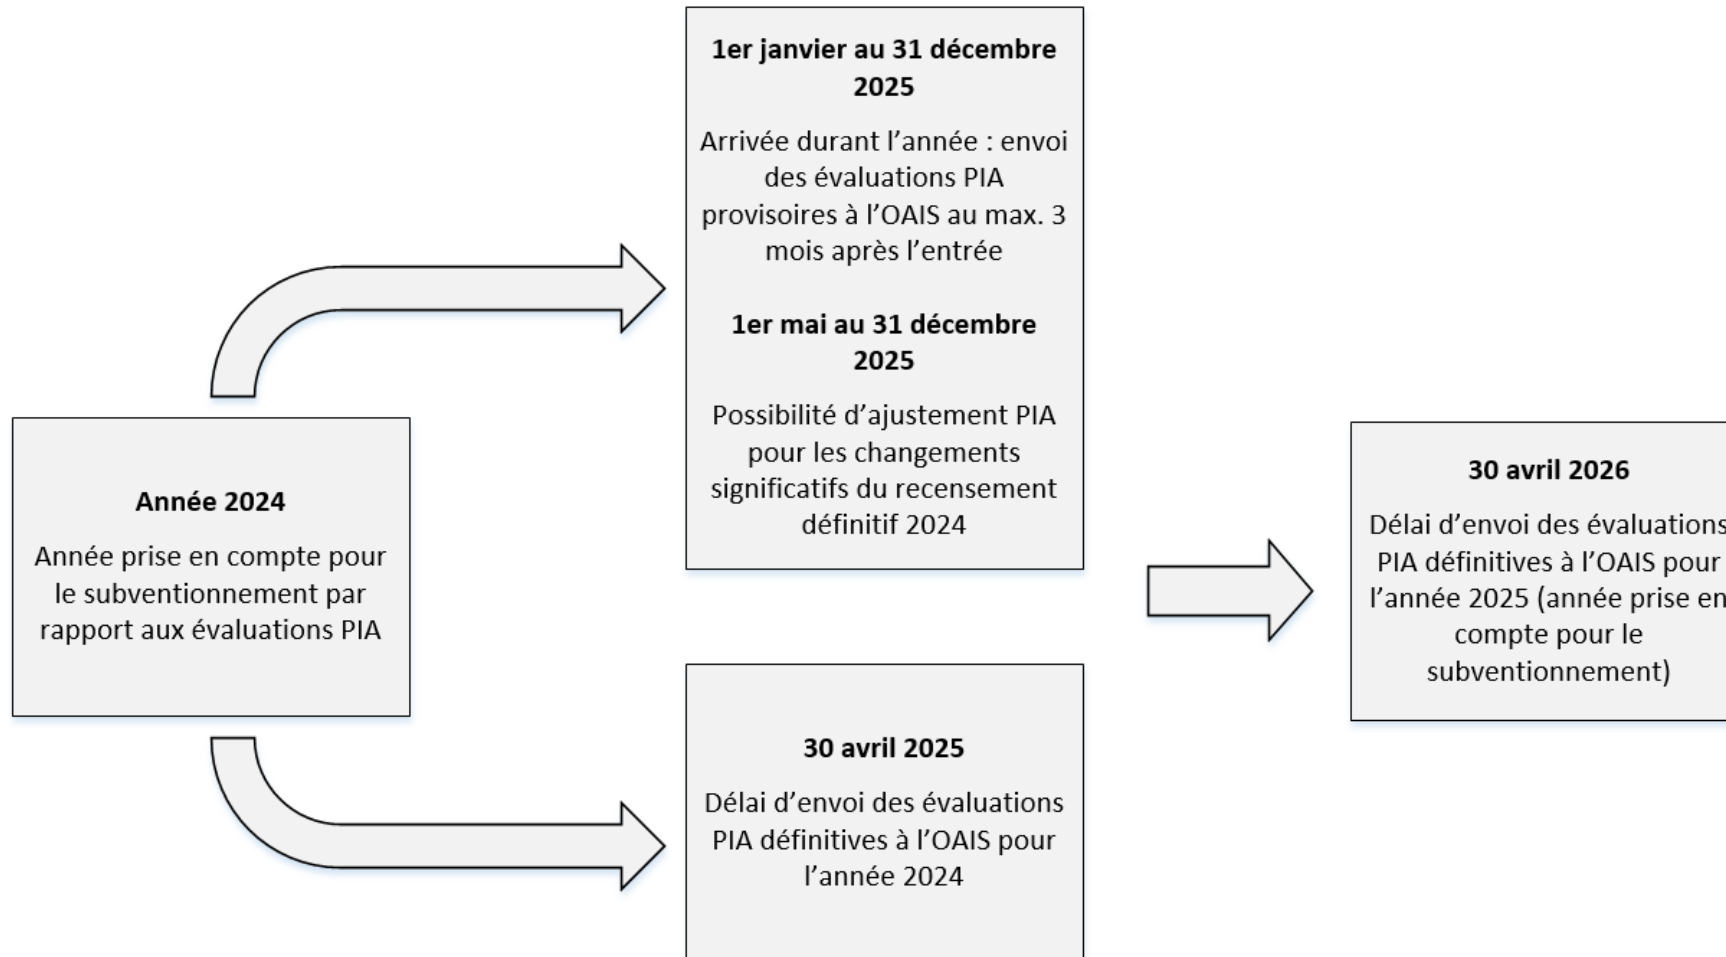 Année 2024
Année prise en compte pour
le subventionnement par
rapport aux évaluations PIA
1er janvier au 31 décembre
2025
Arrivée durant l’année : envoi
des évaluations PIA
provisoires à l’OAIS au max. 3
mois après l’entrée
1er mai au 31 décembre
2025
Possibilité d’ajustement PIA
pour les changements
significatifs du recensement
définitif 2024
30 avril 2025
Délai d’envoi des évaluations
PIA définitives à l’OAIS pour
l’année 2024
30 avril 2026
Délai d’envoi des évaluations
PIA définitives à l’OAIS pour
l’année 2025 (année prise en
compte pour le
subventionnement)